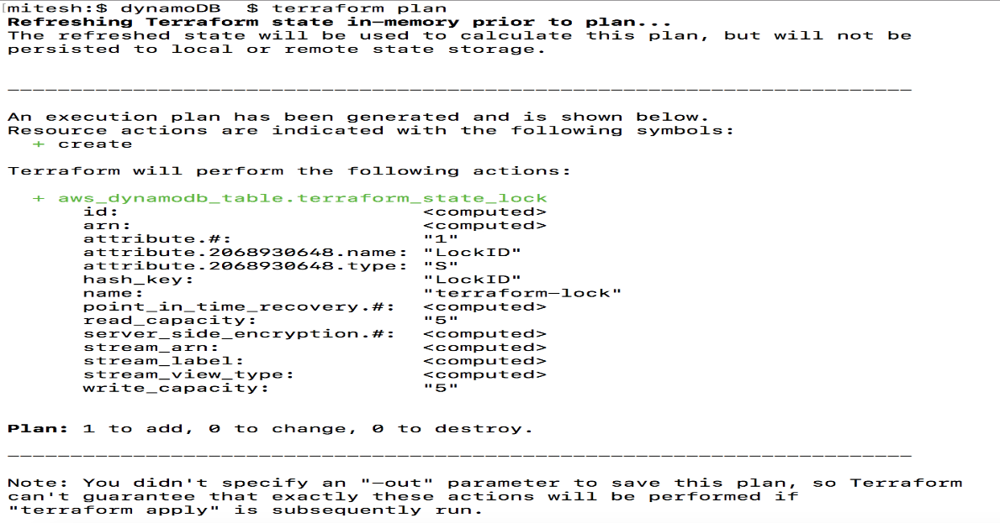 mitesh:$ dynamoDB  $ terraform plan
Refreshing Terraform state in-memory prior to plan...
The refreshed state will be used to calculate this plan, but will not be
persisted to local or remote state storage.
------------------------------------------------------------------------
An execution plan has been generated and is shown below.
Resource actions are indicated with the following symbols:
  + create
Terraform will perform the following actions:
  + aws_dynamodb_table.terraform_state_lock
      id:                        <computed>
      arn:                       <computed>
      attribute.#:               "1"
      attribute.2068930648.name: "LockID"
      attribute.2068930648.type: "S"
      hash_key:                  "LockID"
      name:                      "terraform-lock"
      point_in_time_recovery.#:  <computed>
      read_capacity:             "5"
      server_side_encryption.#:  <computed>
      stream_arn:                <computed>
      stream_label:              <computed>
      stream_view_type:          <computed>
      write_capacity:            "5"
Plan: 1 to add, 0 to change, 0 to destroy.
------------------------------------------------------------------------
Note: You didn't specify an "-out" parameter to save this plan, so Terraform
can't guarantee that exactly these actions will be performed if
"terraform apply" is subsequently run.